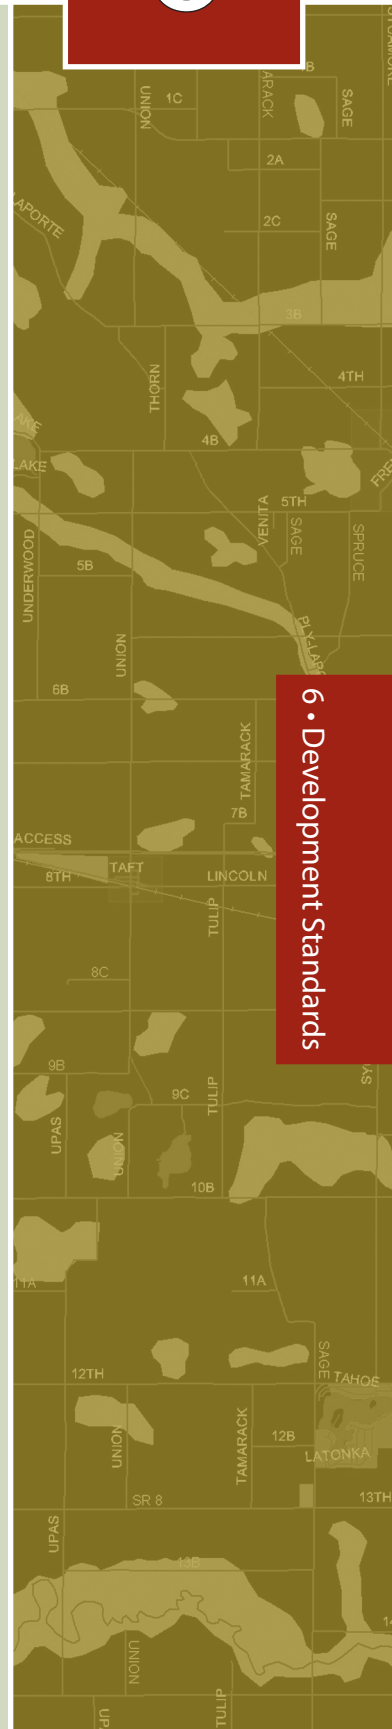 UNION
1C
SAGE
2A
LAPORTE
2C
SAGE
3B
THORN
4TH
4B
LAKE
5TH
VENITA
SAGE
SPRUCE
UNDERWOOD
5B
UNION
6B
6 • Development Standards
TAMARACK
7B
ACCESS
TAFT
8TH
LINCOLN
TULIP
8C
9B
9C
TULIP
UPAS
UNION
10B
11A
11A
SAGE
12TH
TAHOE
UNION
TAMARACK
12B
LATONKA
SR 8
13TH
UPAS
13B
UNION
TULIP